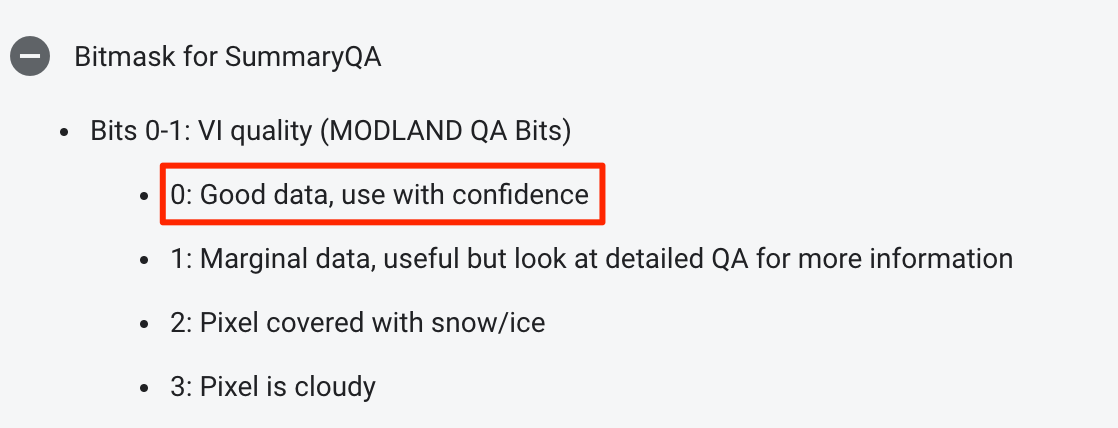 Bitmask for SummaryQA
Bits 0-1: VI quality (MODLAND QA Bits)
0: Good data, use with confidence
1: Marginal data, useful but look at detailed QA for more information
2: Pixel covered with snow/ice
3: Pixel is cloudy